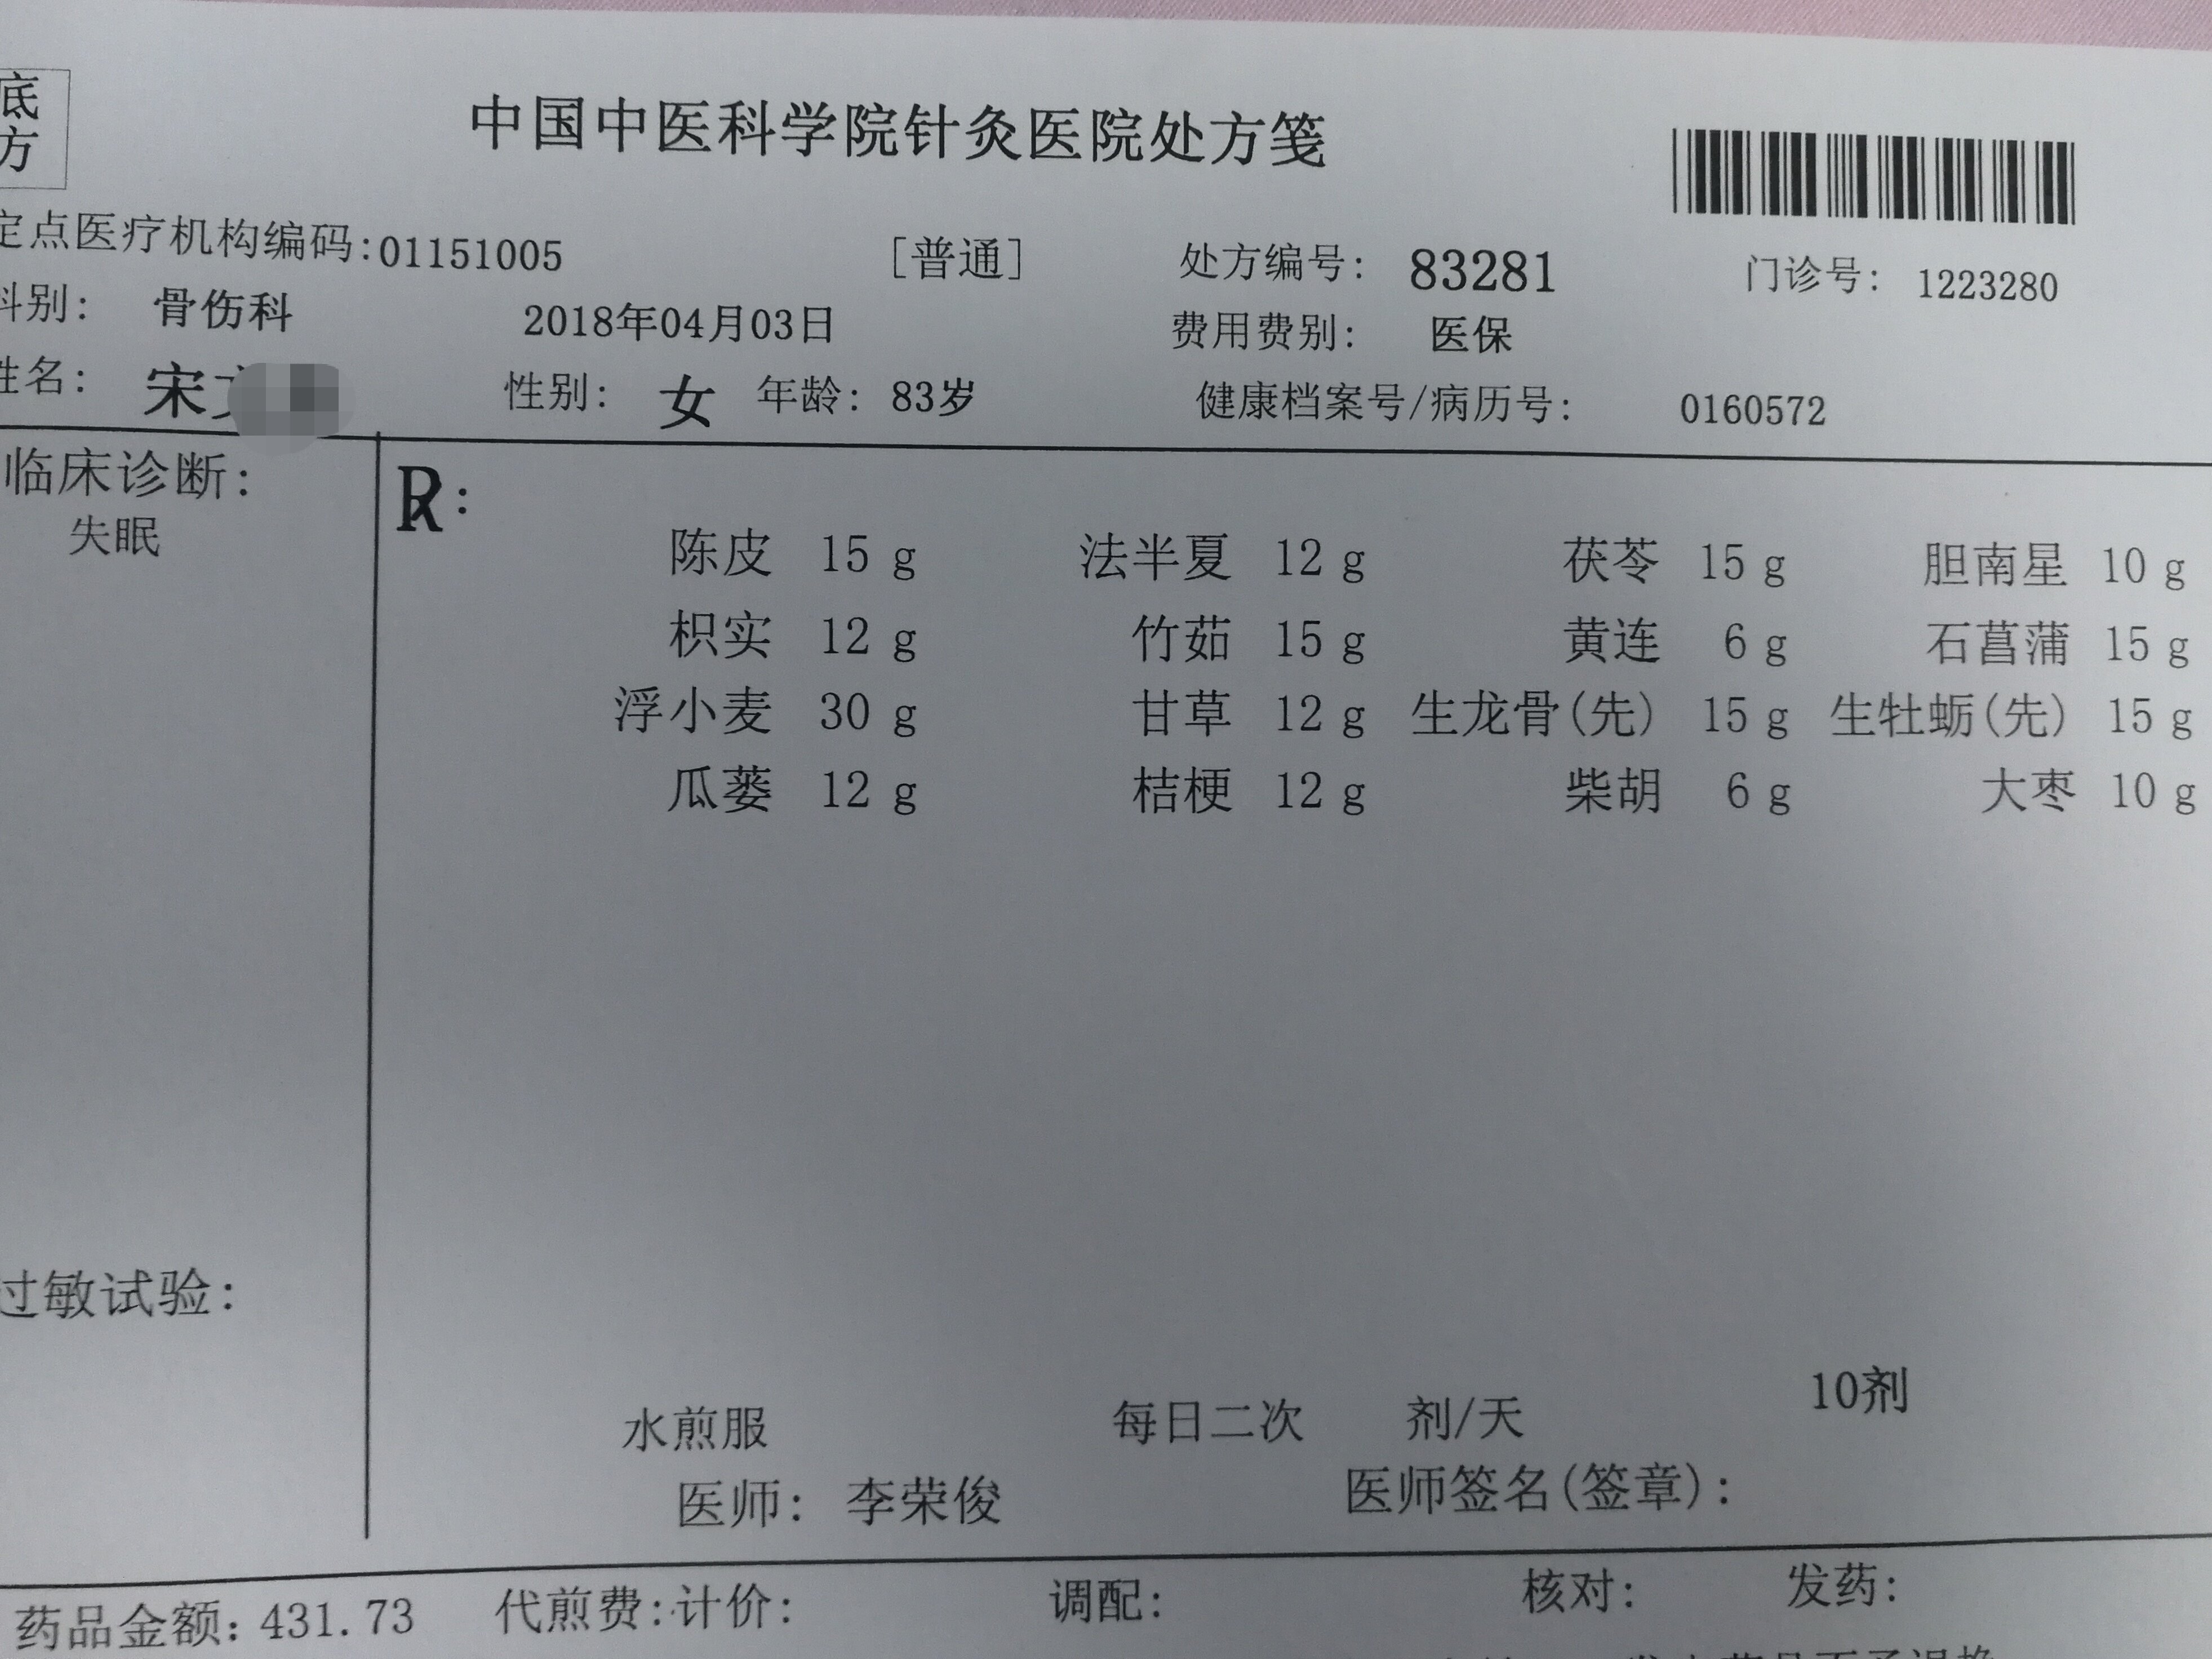 底方
中国中医科学院针灸医院处方笺
定点医疗机构编码:01151005 [普通] 处方编号: 83281 门诊号: 1223280
科别: 骨伤科 2018年04月03日 费用费别: 医保
姓名: 宋 性别: 女 年龄: 83岁 健康档案号/病历号: 0160572
临床诊断:
失眠
R:
陈皮 15 g 法半夏 12 g 茯苓 15 g 胆南星 10 g
枳实 12 g 竹茹 15 g 黄连 6 g 石菖蒲 15 g
浮小麦 30 g 甘草 12 g 生龙骨(先) 15 g 生牡蛎(先) 15 g
瓜蒌 12 g 桔梗 12 g 柴胡 6 g 大枣 10 g
过敏试验:
水煎服 每日二次 剂/天 10剂
医师: 李荣俊 医师签名(签章):
药品金额: 431.73 代煎费: 计价: 调配: 核对: 发药: